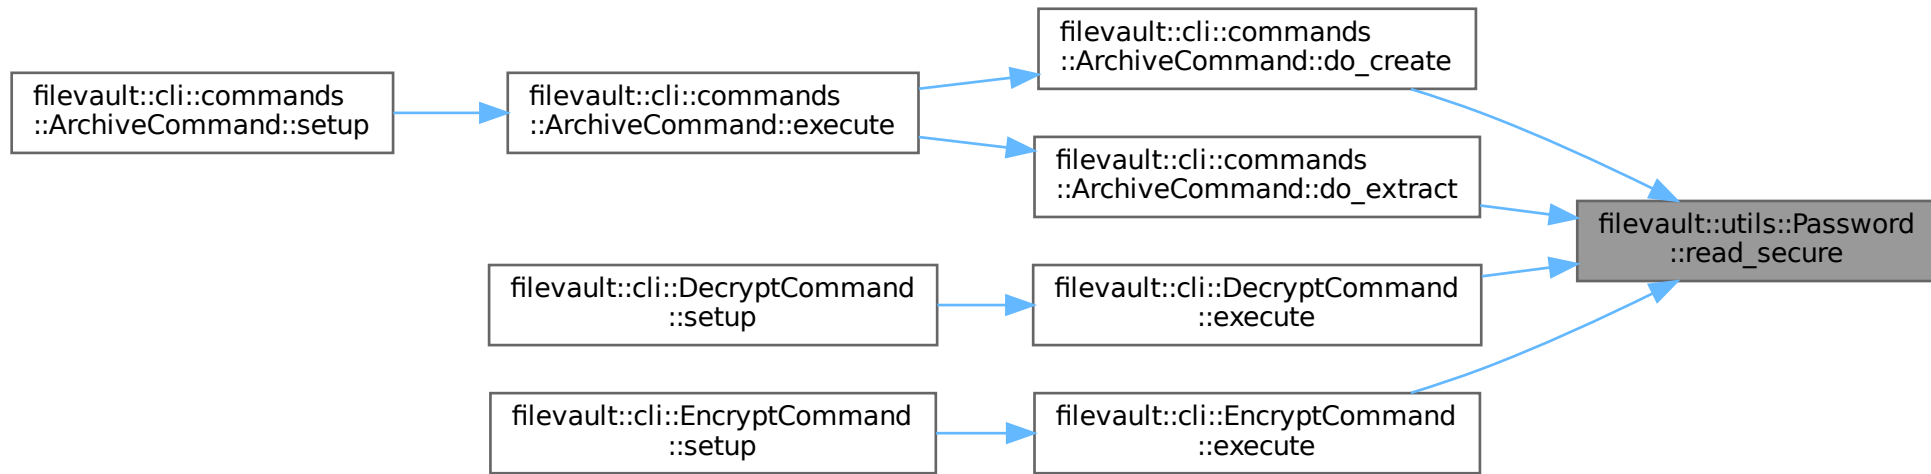 filevault::cli::commands
::ArchiveCommand::setup
filevault::cli::commands
::ArchiveCommand::execute
filevault::cli::commands
::ArchiveCommand::do_create
filevault::cli::commands
::ArchiveCommand::do_extract
filevault::utils::Password
::read_secure
filevault::cli::DecryptCommand
::setup
filevault::cli::DecryptCommand
::execute
filevault::cli::EncryptCommand
::setup
filevault::cli::EncryptCommand
::execute